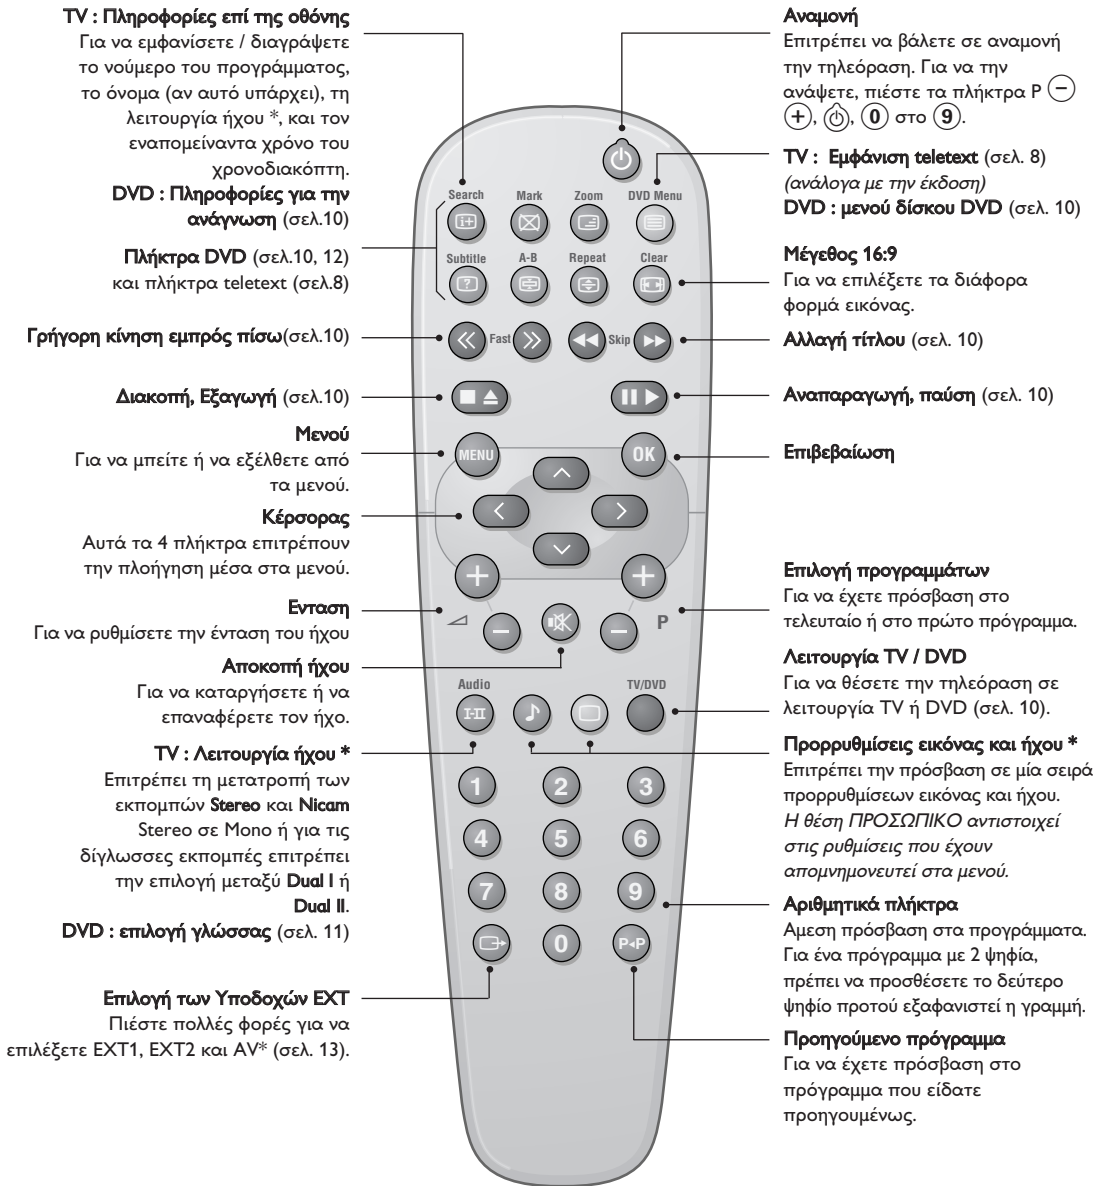 TV : Πληροφορίες επί της οθόνης
Για να εμφανίσετε / διαγράψετε
το νούμερο του προγράμματος,
το όνομα (αν αυτό υπάρχει), τη
λειτουργία ήχου *, και τον
εναπομείναντα χρόνο του
χρονοδιακόπτη.
DVD : Πληροφορίες για την
ανάγνωση (σελ.10)
Πλήκτρα DVD (σελ.10, 12)
και πλήκτρα teletext (σελ.8)
Γρήγορη κίνηση εμπρός πίσω(σελ.10)
Διακοπή, Εξαγωγή (σελ.10)
Μενού
Για να μπείτε ή να εξέλθετε από
τα μενού.
Κέρσορας
Αυτά τα 4 πλήκτρα επιτρέπουν
την πλοήγηση μέσα στα μενού.
Ενταση
Για να ρυθμίσετε την ένταση του ήχου
Αποκοπή ήχου
Για να καταργήσετε ή να
επαναφέρετε τον ήχο.
TV : Λειτουργία ήχου *
Επιτρέπει τη μετατροπή των
εκπομπών Stereo και Nicam
Stereo σε Mono ή για τις
δίγλωσσες εκπομπές επιτρέπει
την επιλογή μεταξύ Dual I ή
Dual II.
DVD : επιλογή γλώσσας (σελ. 11)
Επιλογή των Υποδοχών EXT
Πιέστε πολλές φορές για να
επιλέξετε EXT1, EXT2 και AV* (σελ. 13).
Search Mark Zoom DVD Menu
i+
Subtitle A-B Repeat Clear
?
Fast Skip
MENU OK
+ +
- - P
Audio TV/DVD
I-II
1 2 3
4 5 6
7 8 9
0 P◂P
Αναμονή
Επιτρέπει να βάλετε σε αναμονή
την τηλεόραση. Για να την
ανάψετε, πιέστε τα πλήκτρα P −
+, ⏻, 0 στο 9.
TV : Εμφάνιση teletext (σελ. 8)
(ανάλογα με την έκδοση)
DVD : μενού δίσκου DVD (σελ. 10)
Μέγεθος 16:9
Για να επιλέξετε τα διάφορα
φορμά εικόνας.
Αλλαγή τίτλου (σελ. 10)
Αναπαραγωγή, παύση (σελ. 10)
Επιβεβαίωση
Επιλογή προγραμμάτων
Για να έχετε πρόσβαση στο
τελευταίο ή στο πρώτο πρόγραμμα.
Λειτουργία TV / DVD
Για να θέσετε την τηλεόραση σε
λειτουργία TV ή DVD (σελ. 10).
Προρρυθμίσεις εικόνας και ήχου *
Επιτρέπει την πρόσβαση σε μία σειρά
προρρυθμίσεων εικόνας και ήχου.
Η θέση ΠΡΟΣΩΠΙΚΟ αντιστοιχεί
στις ρυθμίσεις που έχουν
απομνημονευτεί στα μενού.
Αριθμητικά πλήκτρα
Αμεση πρόσβαση στα προγράμματα.
Για ένα πρόγραμμα με 2 ψηφία,
πρέπει να προσθέσετε το δεύτερο
ψηφίο προτού εξαφανιστεί η γραμμή.
Προηγούμενο πρόγραμμα
Για να έχετε πρόσβαση στο
πρόγραμμα που είδατε
προηγουμένως.